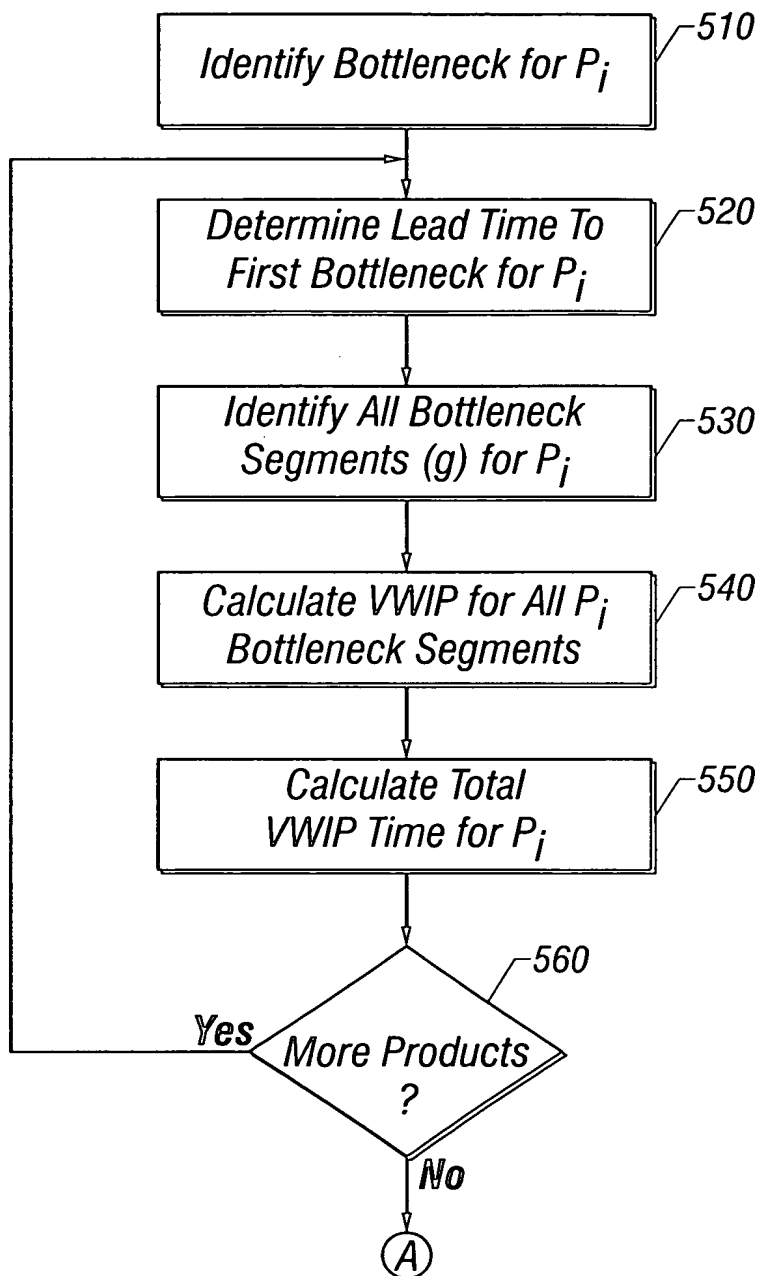 Identify Bottleneck for Pi
510
Determine Lead Time To
First Bottleneck for Pi
520
Identify All Bottleneck
Segments (g) for Pi
530
Calculate VWIP for All Pi
Bottleneck Segments
540
Calculate Total
VWIP Time for Pi
550
560
Yes
More Products
?
No
A